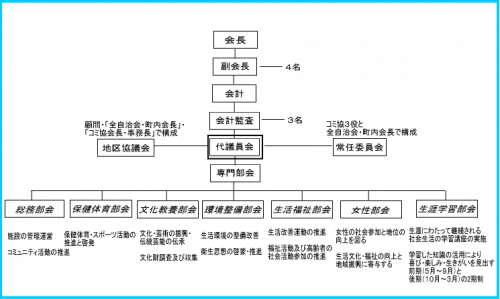 会長
副会長
4名
会計
会計監査
3名
顧問・「全自治会・町内会長」・
「コミ協会長・事務長」で構成
コミ協3役と
全自治会・町内会長で構成
地区協議会
代議員会
常任委員会
専門部会
総務部会
保健体育部会
文化教養部会
環境整備部会
生活福祉部会
女性部会
生涯学習部会
施設の管理運営
コミュニティ活動の推進
保健体育・スポーツ活動の
推進と啓発
文化・芸術の振興・
伝統芸能の伝承
文化財調査及び収集
生活環境の整備改善
衛生思想の啓家・推進
生活改善運動の推進
福祉活動及び高齢者の
社会活動参加の推進
女性の社会参加と地位の
向上を図る
生活文化・福祉の向上と
地域振興に寄与する
生涯にわたって継続される
社会生活の学習講座の実施
学習した知識の活用により
喜び・楽しみ・生きがいを見出す
前期(5月~9月)と
後期(10月~3月)の2期制